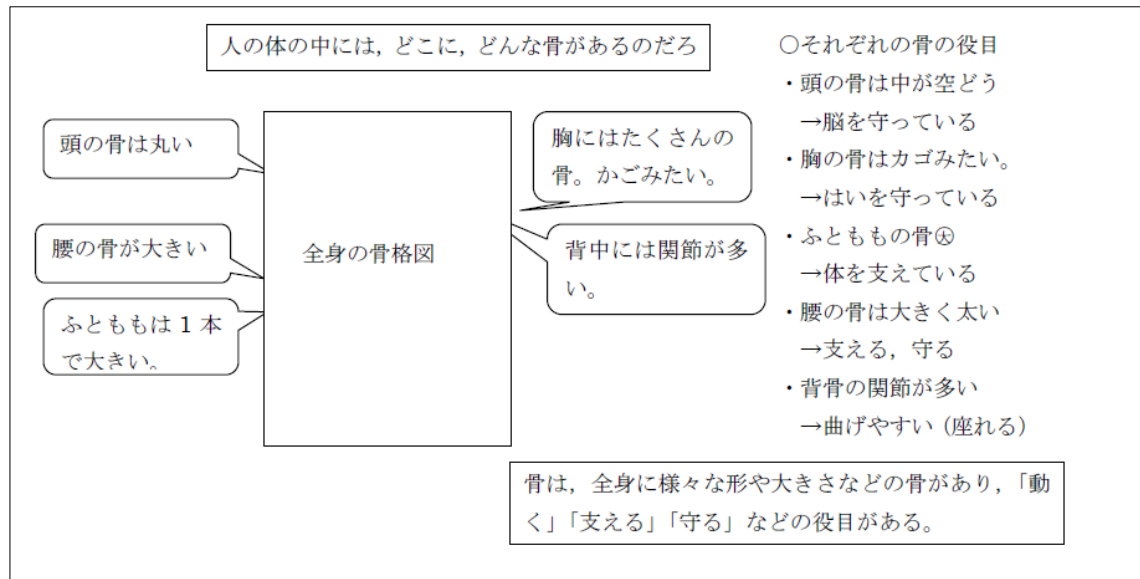 人の体の中には，どこに，どんな骨があるのだろ
頭の骨は丸い
腰の骨が大きい
ふとももは 1 本
で大きい。
全身の骨格図
胸にはたくさんの
骨。かごみたい。
背中には関節が多
い。
○それぞれの骨の役目
・頭の骨は中が空どう
→脳を守っている
・胸の骨はカゴみたい。
→はいを守っている
・ふとももの骨㊛
→体を支えている
・腰の骨は大きく太い
→支える，守る
・背骨の関節が多い
→曲げやすい（座れる）
骨は，全身に様々な形や大きさなどの骨があり，「動
く」「支える」「守る」などの役目がある。